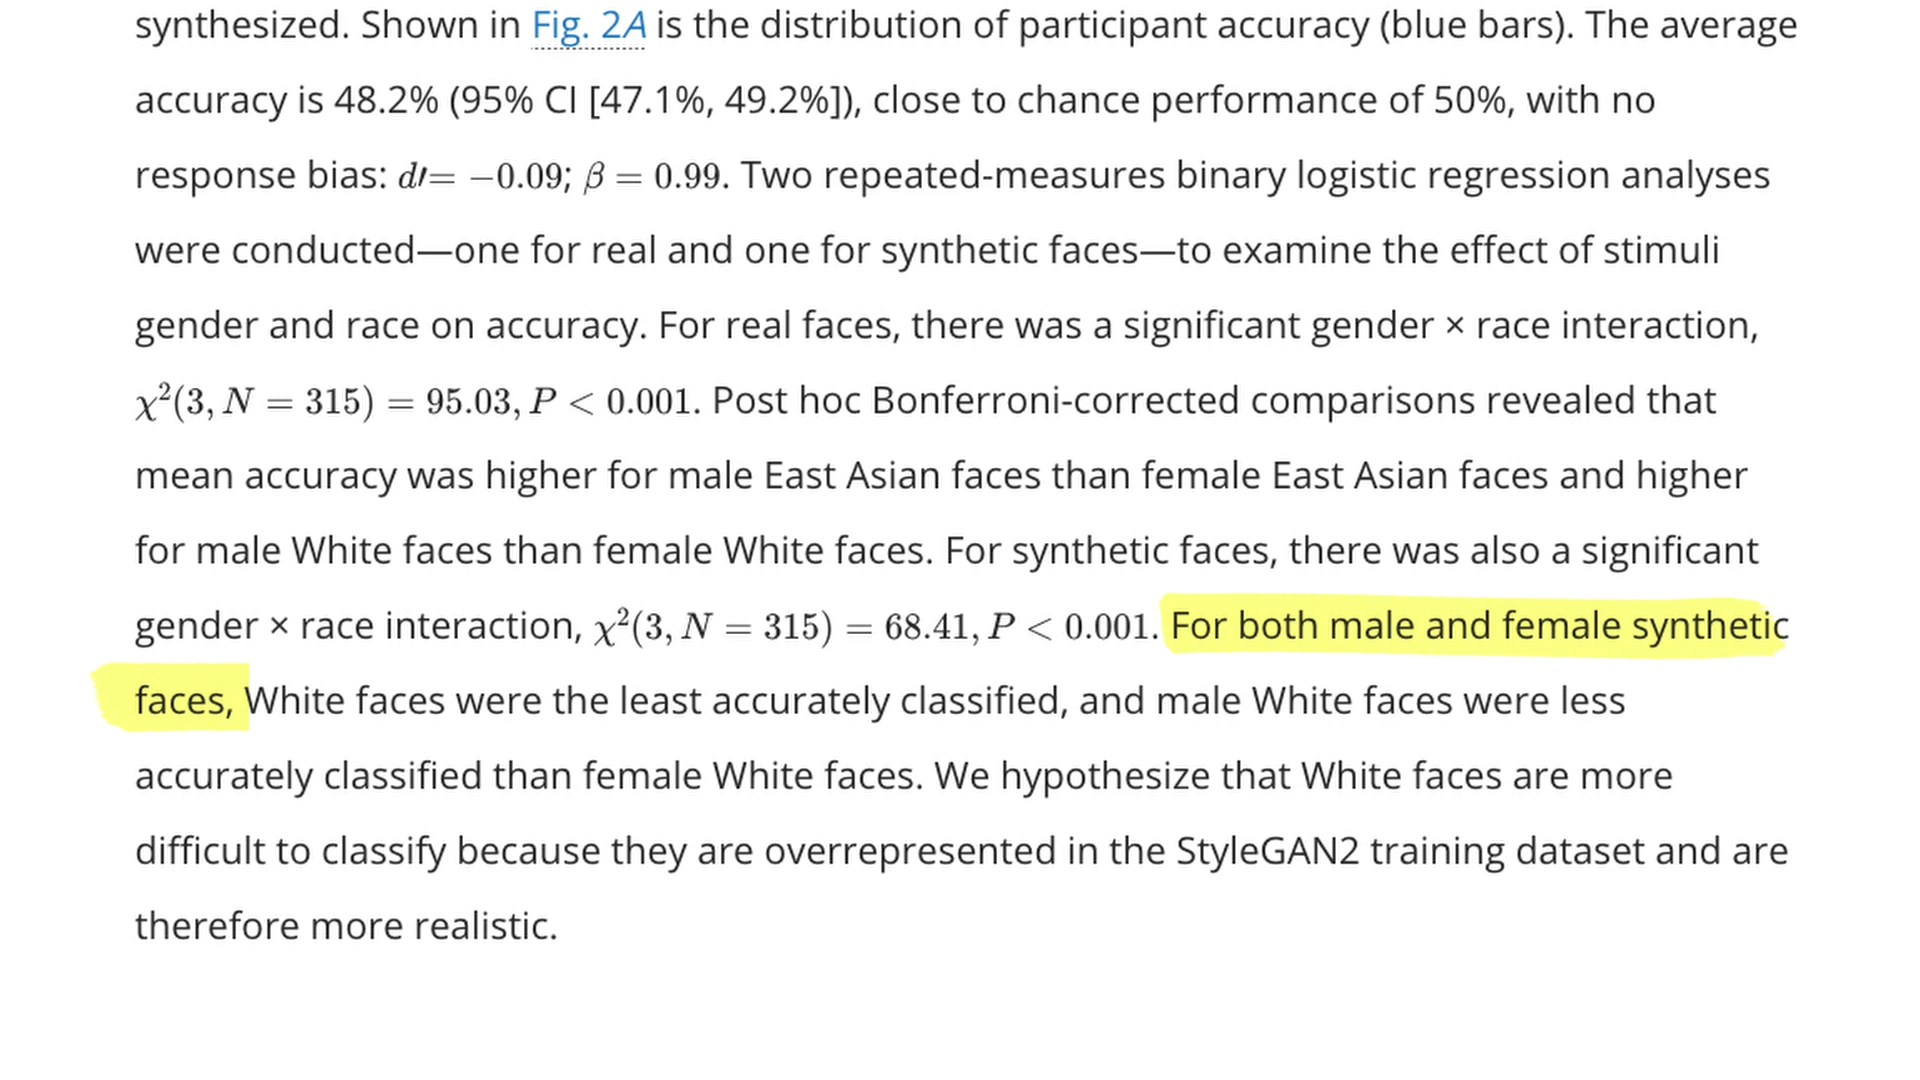 synthesized. Shown in Fig. 2A is the distribution of participant accuracy (blue bars). The average
accuracy is 48.2% (95% CI [47.1%, 49.2%]), close to chance performance of 50%, with no
response bias: d′= −0.09; β = 0.99. Two repeated-measures binary logistic regression analyses
were conducted—one for real and one for synthetic faces—to examine the effect of stimuli
gender and race on accuracy. For real faces, there was a significant gender × race interaction,
χ²(3, N = 315) = 95.03, P < 0.001. Post hoc Bonferroni-corrected comparisons revealed that
mean accuracy was higher for male East Asian faces than female East Asian faces and higher
for male White faces than female White faces. For synthetic faces, there was also a significant
gender × race interaction, χ²(3, N = 315) = 68.41, P < 0.001. For both male and female synthetic
faces, White faces were the least accurately classified, and male White faces were less
accurately classified than female White faces. We hypothesize that White faces are more
difficult to classify because they are overrepresented in the StyleGAN2 training dataset and are
therefore more realistic.